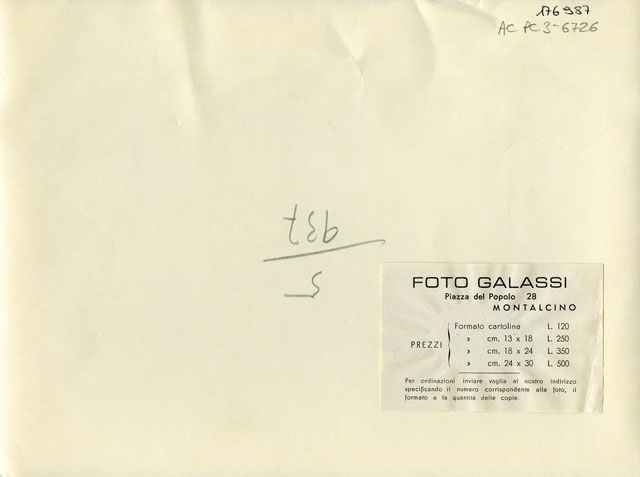 176987
AC PC 3-6726
5
937
FOTO GALASSI
Piazza del Popolo 28
MONTALCINO
PREZZI
Formato cartolina L. 120
» cm. 13 x 18 L. 250
» cm. 18 x 24 L. 350
» cm. 24 x 30 L. 500
Per ordinazioni inviare vaglia al nostro indirizzo
specificando il numero corrispondente alla foto, il
formato e la quantità delle copie.